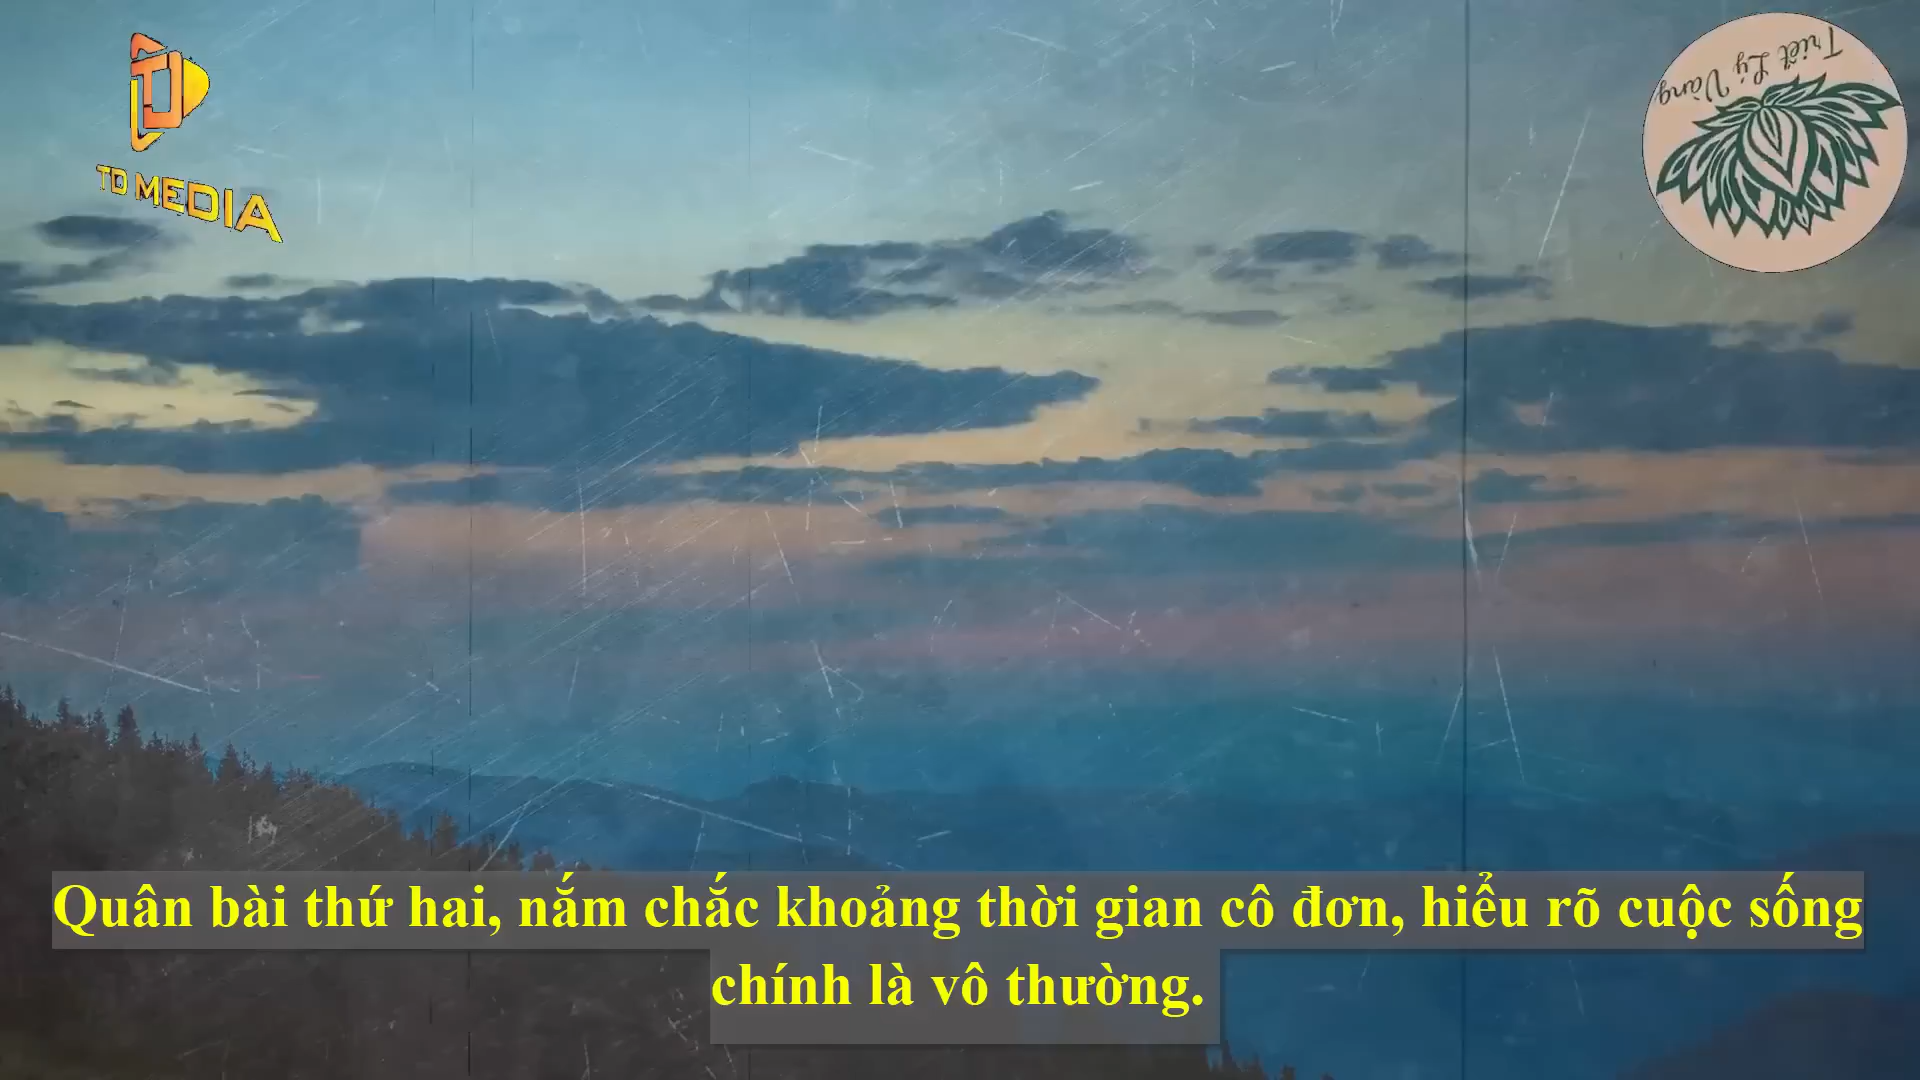 TD MEDIA
Triết Lý Vàng
Quân bài thứ hai, nắm chắc khoảng thời gian cô đơn, hiểu rõ cuộc sống
chính là vô thường.